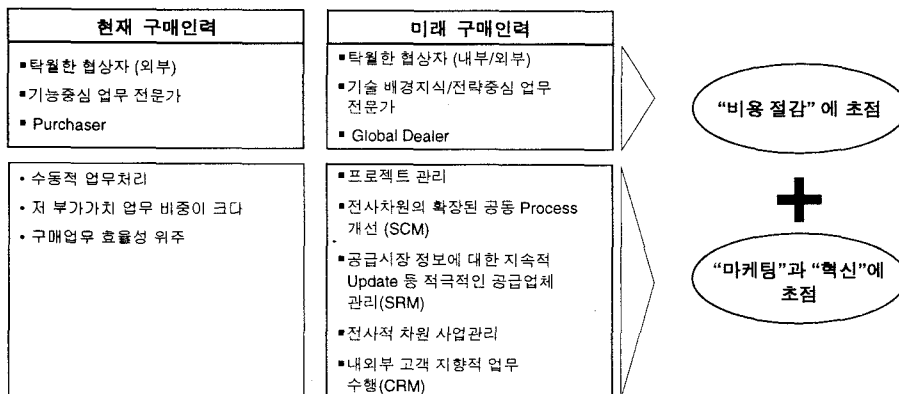 현재 구매인력
■탁월한 협상자 (외부)
■기능중심 업무 전문가
■ Purchaser
• 수동적 업무처리
• 저 부가가치 업무 비중이 크다
• 구매업무 효율성 위주
미래 구매인력
■탁월한 협상자 (내부/외부)
■기술 배경지식/전략중심 업무
전문가
■ Global Dealer
■프로젝트 관리
■전사차원의 확장된 공동 Process
개선 (SCM)
■공급시장 정보에 대한 지속적
Update 등 적극적인 공급업체
관리(SRM)
■전사적 차원 사업관리
■내외부 고객 지향적 업무
수행(CRM)
“비용 절감” 에 초점
+
“마케팅”과 “혁신”에
초점